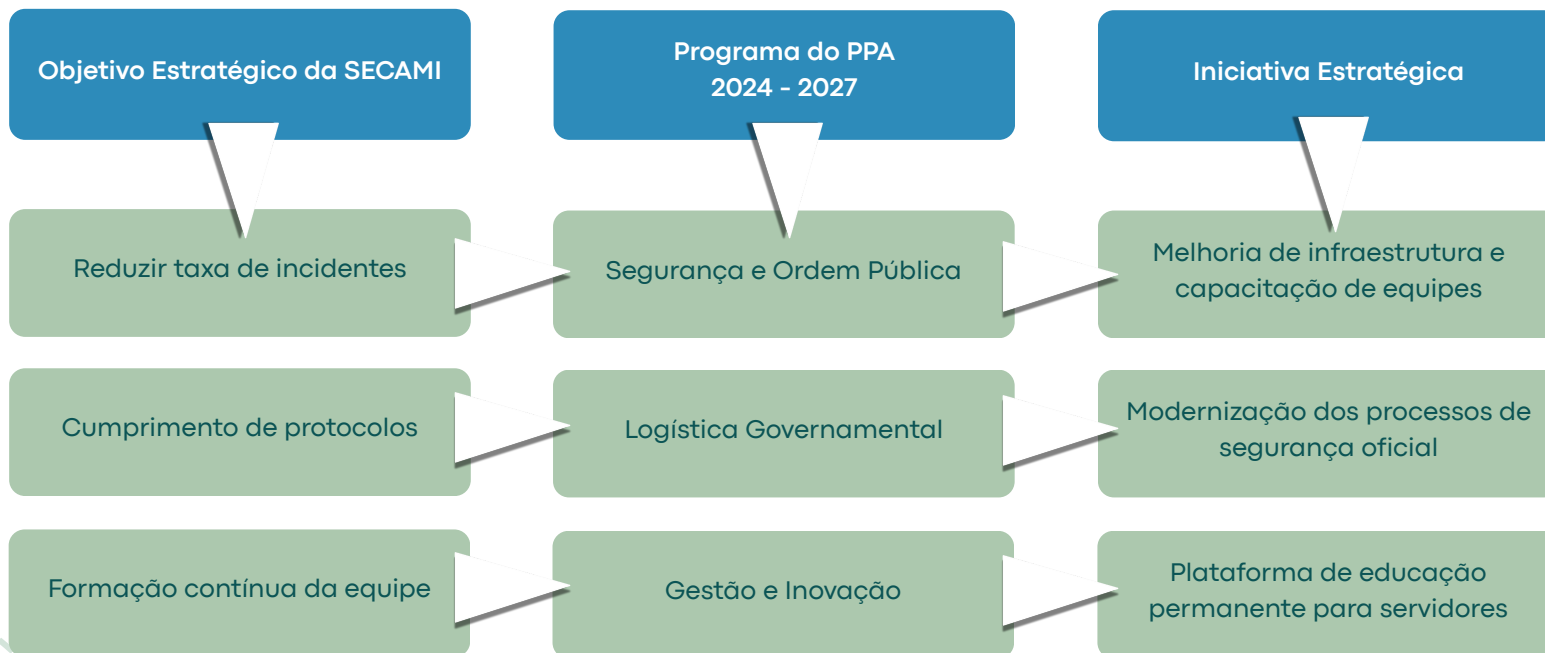 Objetivo Estratégico da SECAMI
Programa do PPA
2024 - 2027
Iniciativa Estratégica
Reduzir taxa de incidentes
Segurança e Ordem Pública
Melhoria de infraestrutura e
capacitação de equipes
Cumprimento de protocolos
Logística Governamental
Modernização dos processos de
segurança oficial
Formação contínua da equipe
Gestão e Inovação
Plataforma de educação
permanente para servidores